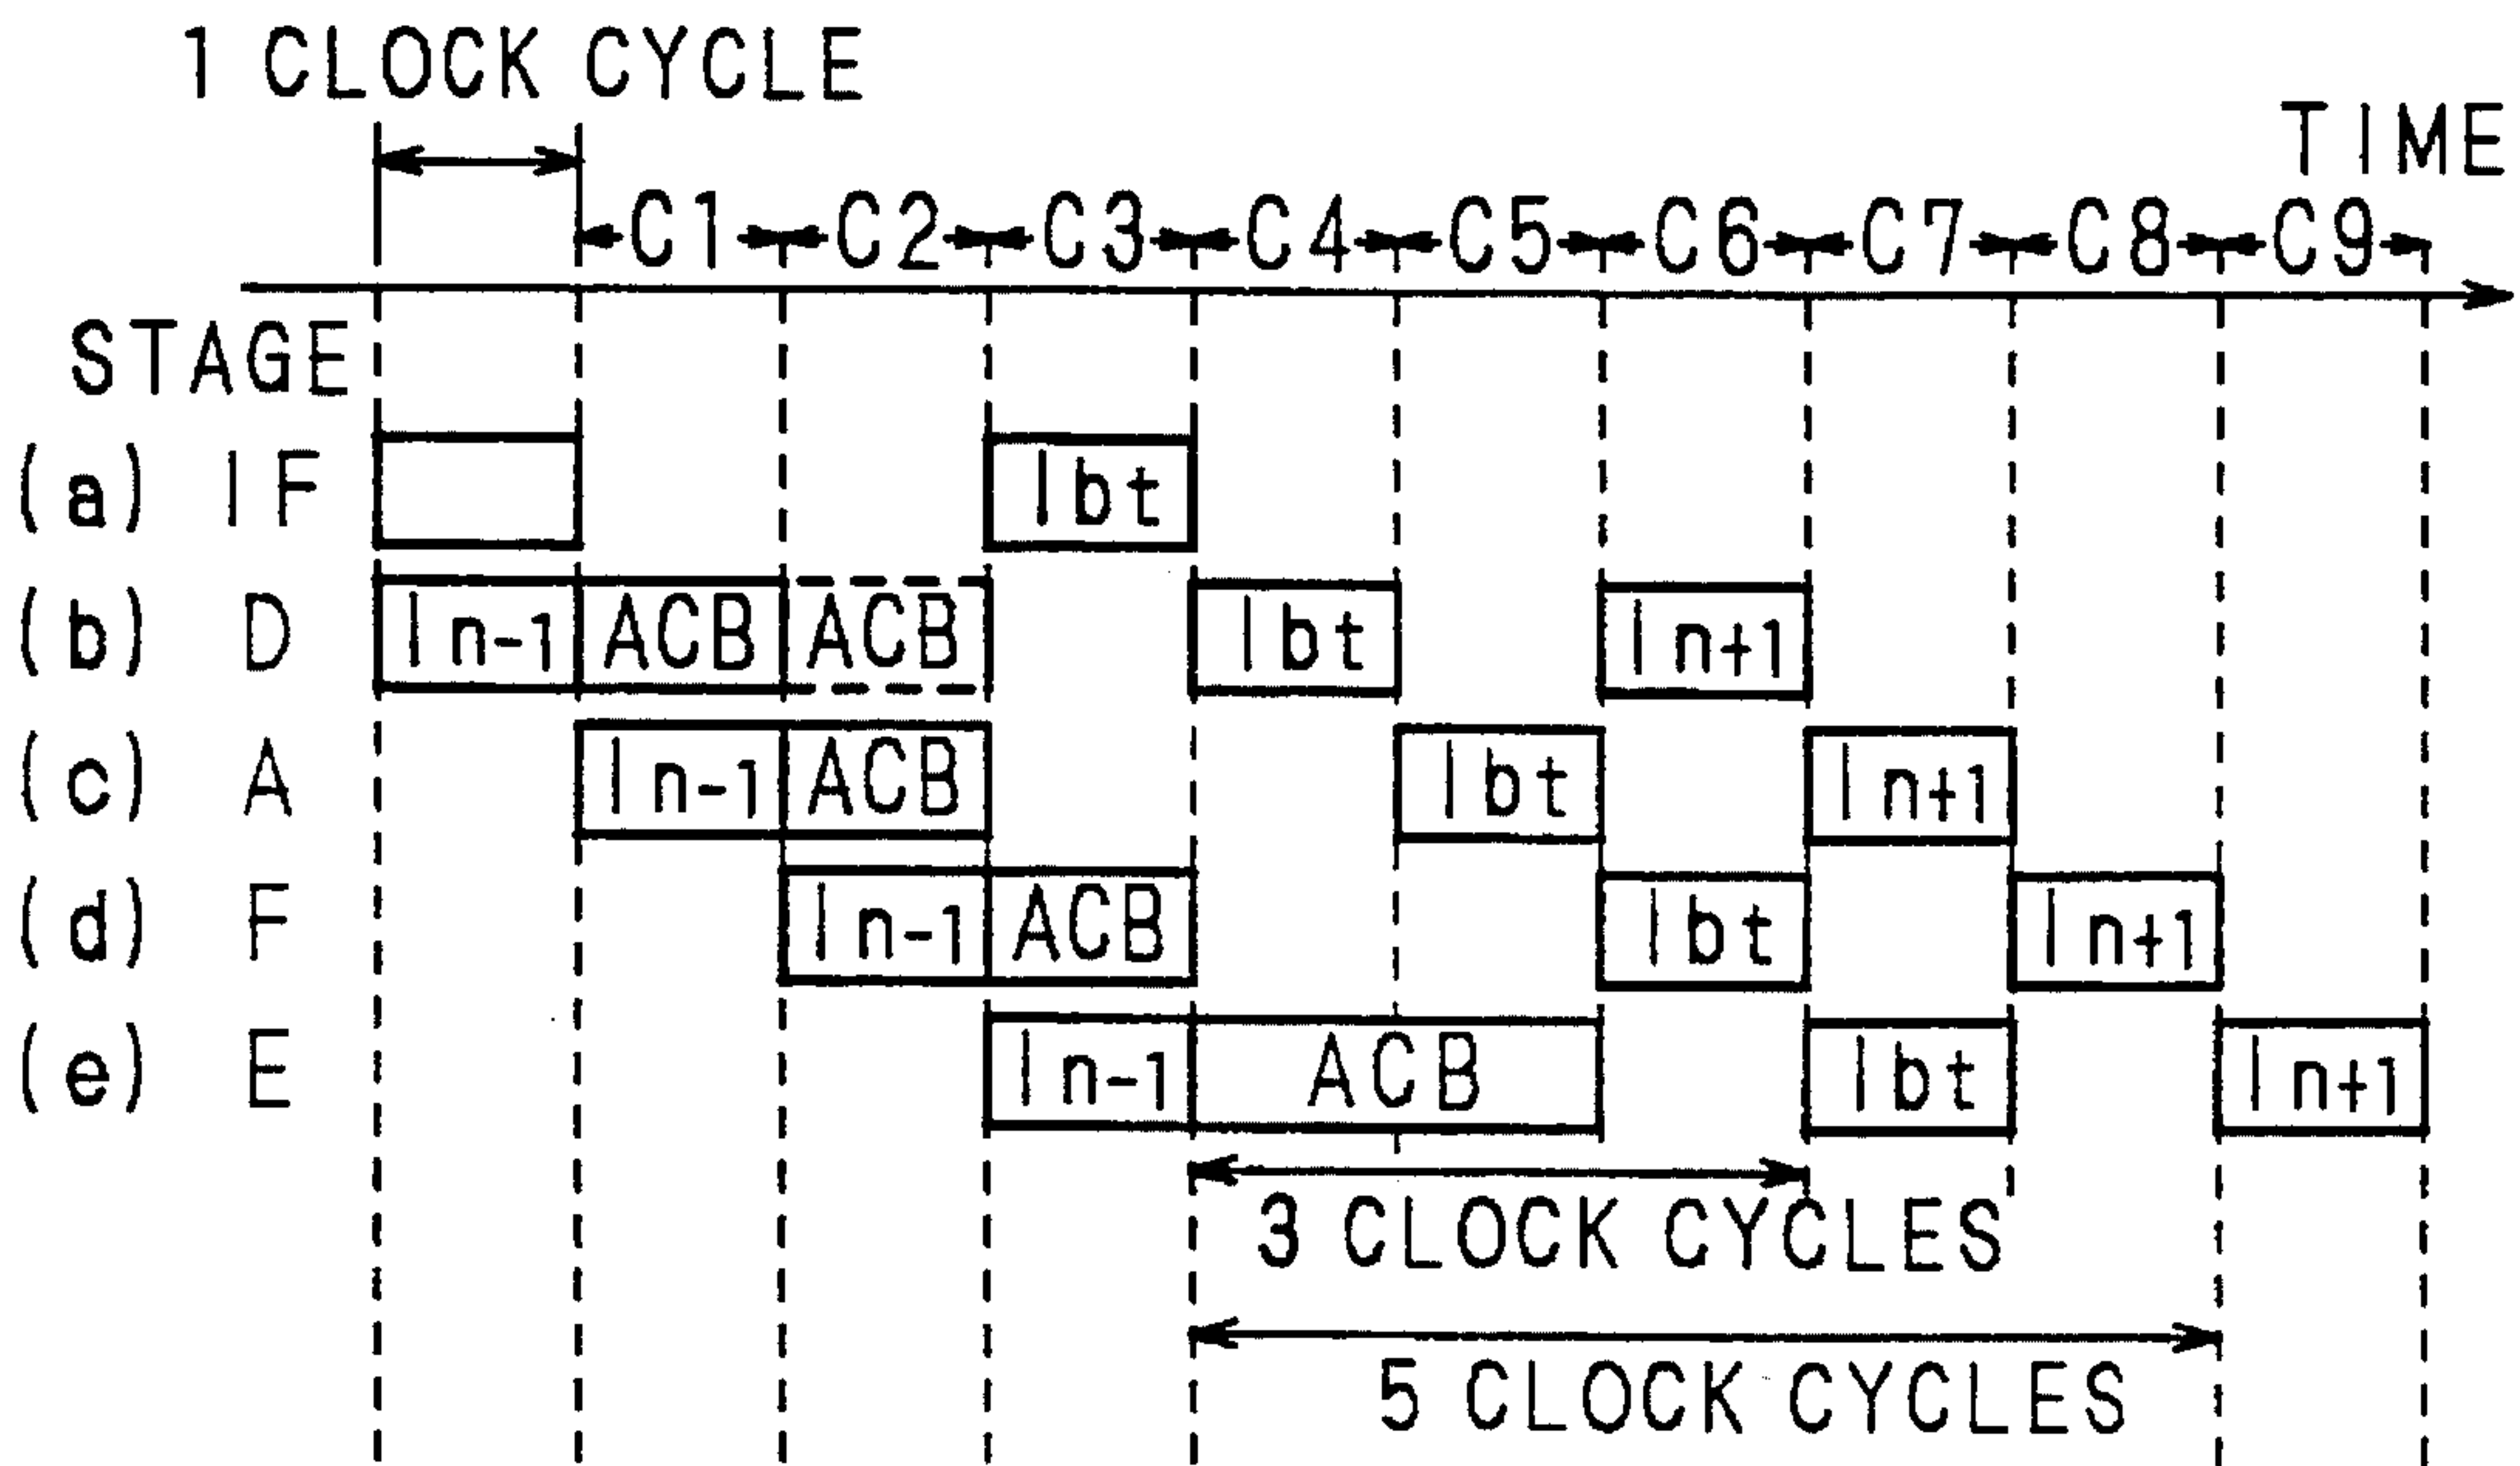 1 CLOCK CYCLE
TIME
C1 C2 C3 C4 C5 C6 C7 C8 C9
STAGE
(a) IF Ibt
(b) D In-1 ACB ACB Ibt In+1
(c) A In-1 ACB Ibt In+1
(d) F In-1 ACB Ibt In+1
(e) E In-1 ACB Ibt In+1
3 CLOCK CYCLES
5 CLOCK CYCLES